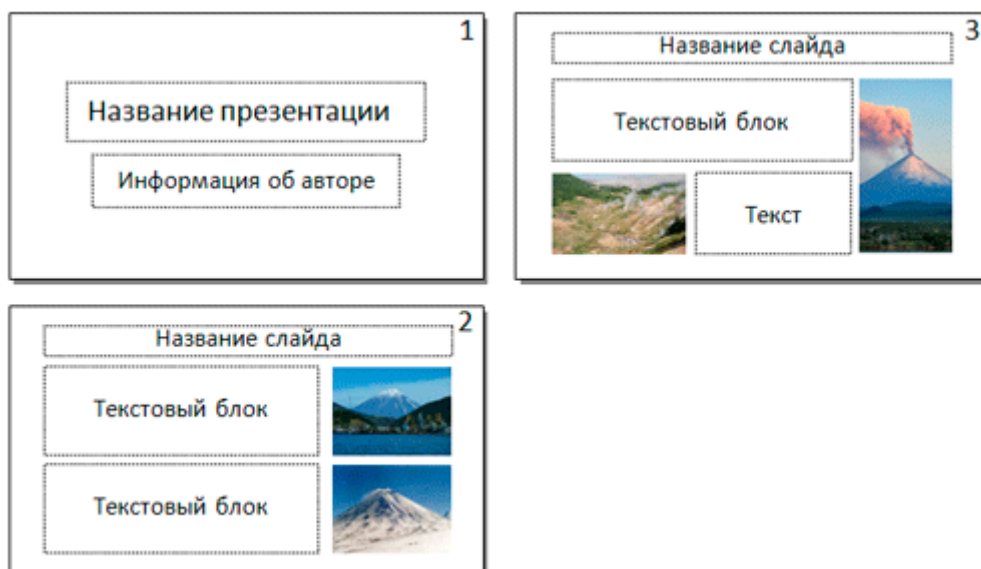 1
Название презентации
Информация об авторе
2
Название слайда
Текстовый блок
Текстовый блок
3
Название слайда
Текстовый блок
Текст